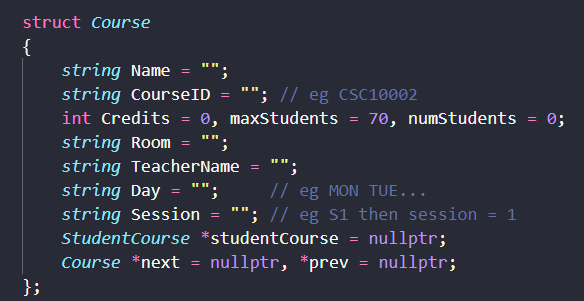 struct Course
{
string Name = "";
string CourseID = ""; // eg CSC10002
int Credits = 0, maxStudents = 70, numStudents = 0;
string Room = "";
string TeacherName = "";
string Day = "";     // eg MON TUE...
string Session = ""; // eg S1 then session = 1
StudentCourse *studentCourse = nullptr;
Course *next = nullptr, *prev = nullptr;
};